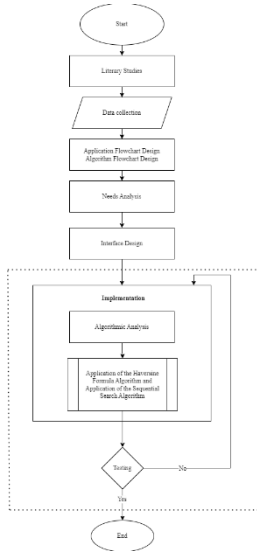 Start
Literary Studies
Data collection
Application Flowchart Design
Algorithm Flowchart Design
Needs Analysis
Interface Design
Implementation
Algorithmic Analysis
Application of the Haversine
Formula Algorithm and
Application of the Sequential
Search Algorithm
Testing
No
Yes
End